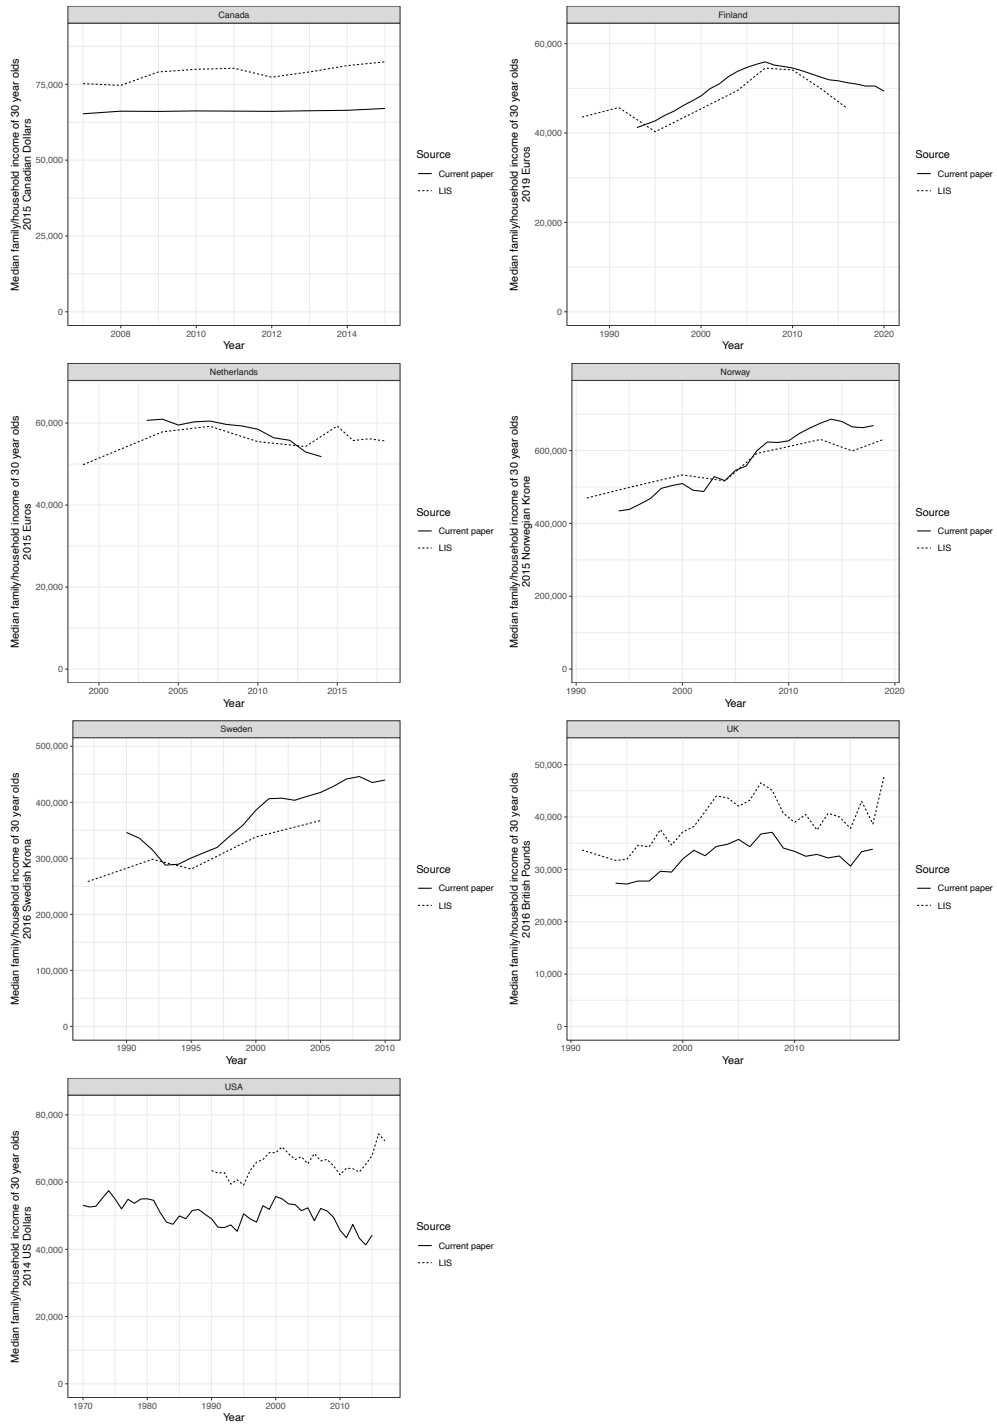 Canada
Median family/household income of 30 year olds
2015 Canadian Dollars
75,000
50,000
25,000
0
2008 2010 2012 2014
Year
Source
Current paper
LIS
Finland
Median family/household income of 30 year olds
2019 Euros
60,000
40,000
20,000
0
1990 2000 2010 2020
Year
Source
Current paper
LIS
Netherlands
Median family/household income of 30 year olds
2015 Euros
60,000
40,000
20,000
0
2000 2005 2010 2015
Year
Source
Current paper
LIS
Norway
Median family/household income of 30 year olds
2015 Norwegian Krone
600,000
400,000
200,000
0
1990 2000 2010 2020
Year
Source
Current paper
LIS
Sweden
Median family/household income of 30 year olds
2016 Swedish Krona
500,000
400,000
300,000
200,000
100,000
0
1990 1995 2000 2005 2010
Year
Source
Current paper
LIS
UK
Median family/household income of 30 year olds
2016 British Pounds
50,000
40,000
30,000
20,000
10,000
0
1990 2000 2010
Year
Source
Current paper
LIS
USA
Median family/household income of 30 year olds
2014 US Dollars
80,000
60,000
40,000
20,000
0
1970 1980 1990 2000 2010
Year
Source
Current paper
LIS